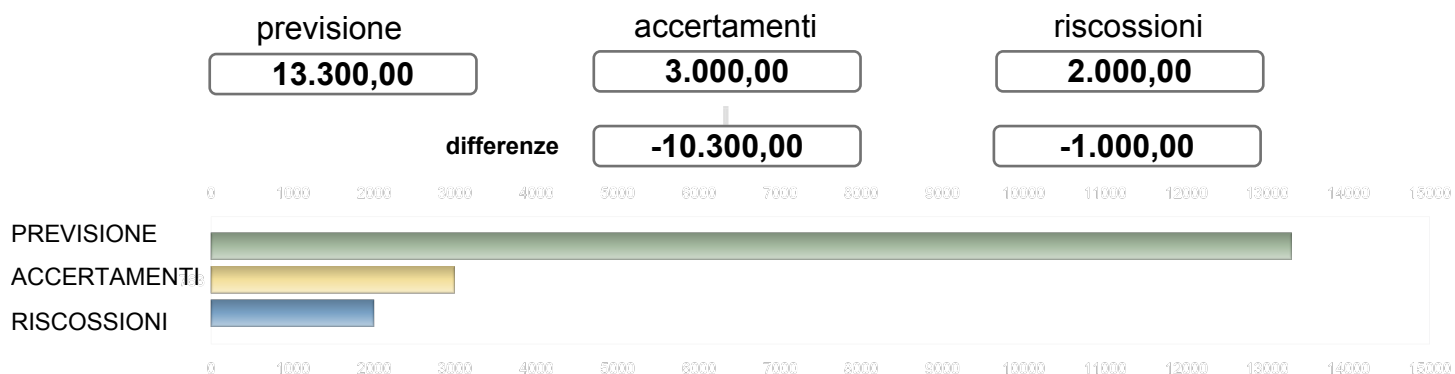 previsione accertamenti riscossioni
13.300,00 3.000,00 2.000,00
differenze -10.300,00 -1.000,00
0 1000 2000 3000 4000 5000 6000 7000 8000 9000 10000 11000 12000 13000 14000 15000
PREVISIONE
ACCERTAMENTI
RISCOSSIONI
0 1000 2000 3000 4000 5000 6000 7000 8000 9000 10000 11000 12000 13000 14000 15000